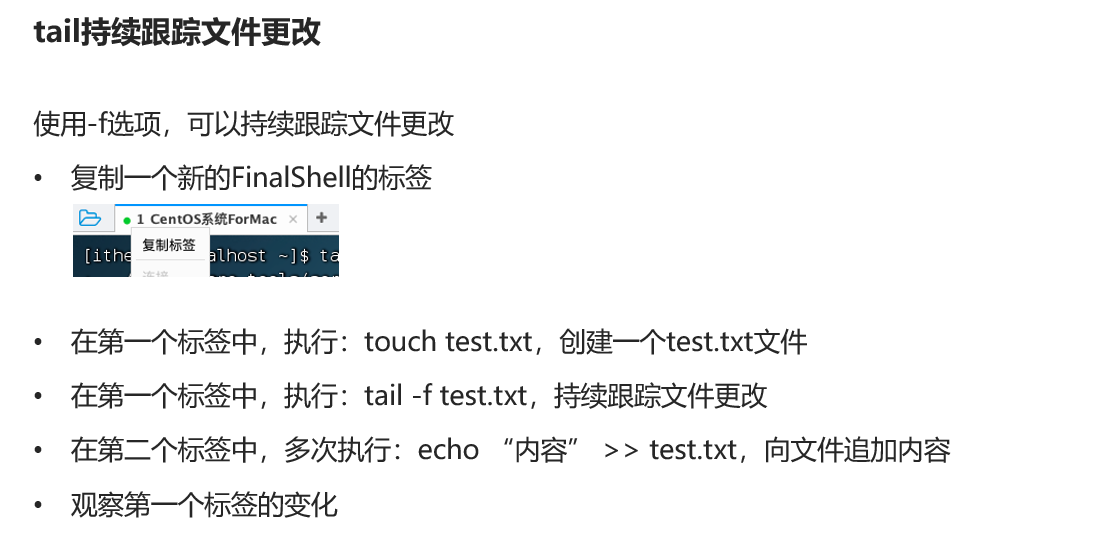 tail持续跟踪文件更改
使用-f选项，可以持续跟踪文件更改
• 复制一个新的FinalShell的标签
1 CentOS系统ForMac × +
[ithe
复制标签
alhost ~]$ ta
连接
• 在第一个标签中，执行：touch test.txt，创建一个test.txt文件
• 在第一个标签中，执行：tail -f test.txt，持续跟踪文件更改
• 在第二个标签中，多次执行：echo “内容” >> test.txt，向文件追加内容
• 观察第一个标签的变化